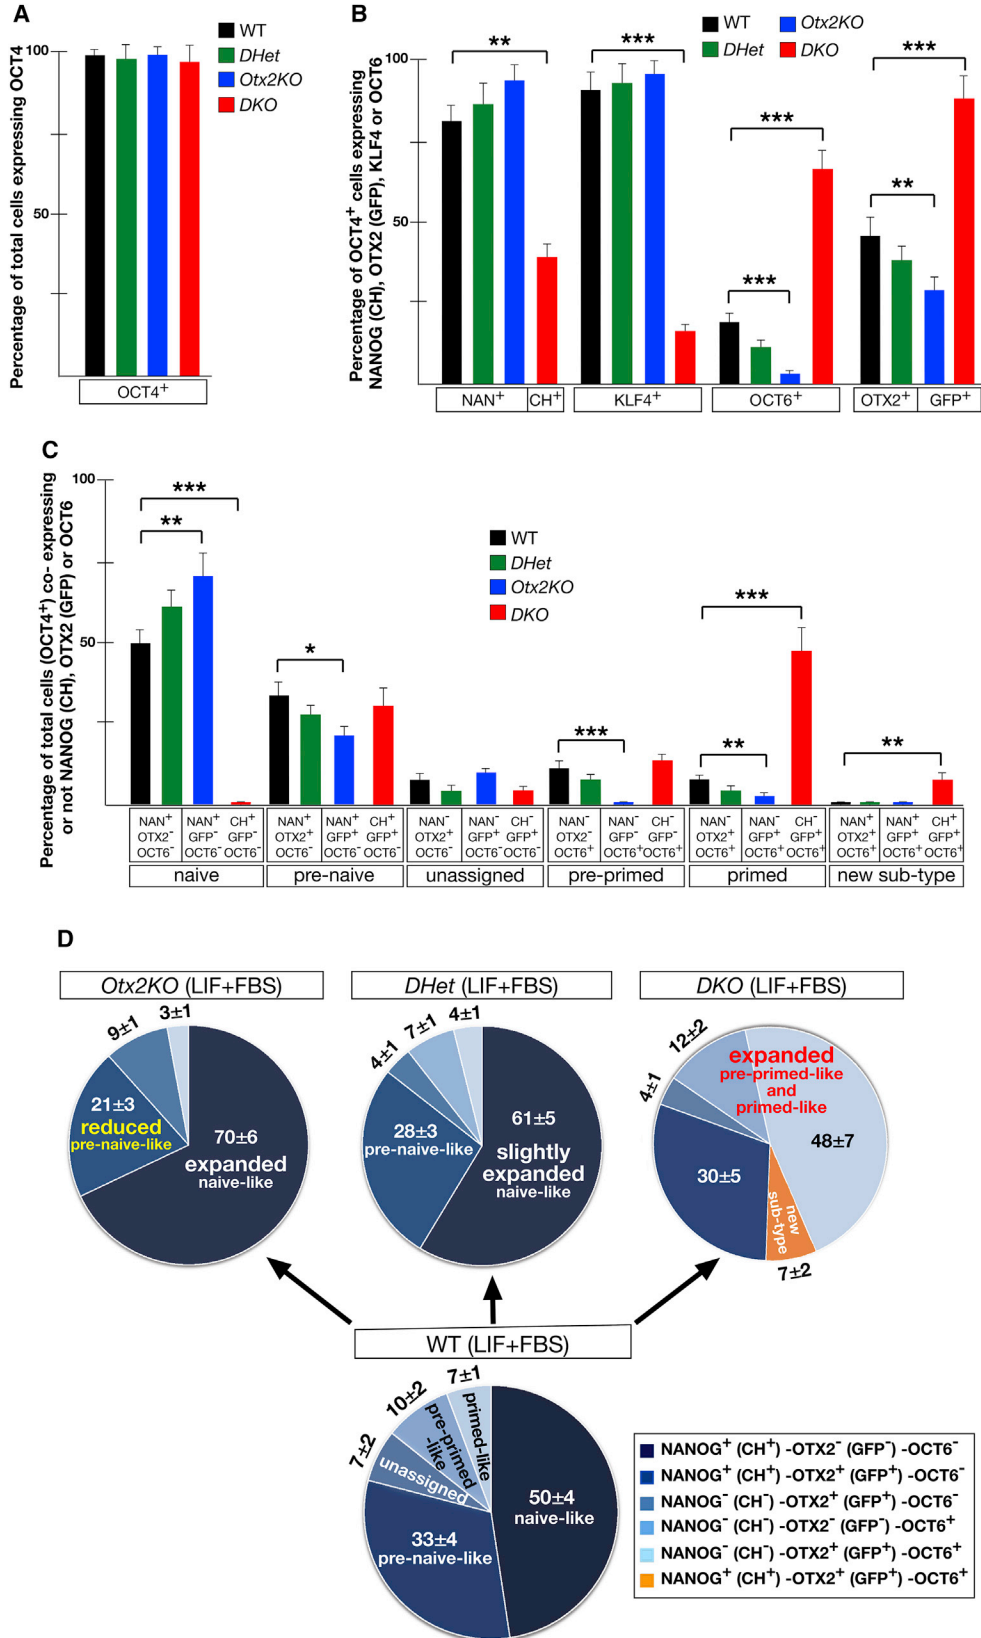 A
WT
DHet
Otx2KO
DKO
Percentage of total cells expressing OCT4
100
50
OCT4+
B
WT
DHet
Otx2KO
DKO
Percentage of OCT4+ cells expressing
NANOG (CH), OTX2 (GFP), KLF4 or OCT6
100
50
**
***
***
***
**
***
NAN+ CH+
KLF4+
OCT6+
OTX2+ GFP+
C
Percentage of total cells (OCT4+) co- expressing
or not NANOG (CH), OTX2 (GFP) or OCT6
100
50
WT
DHet
Otx2KO
DKO
***
**
*
***
***
**
**
NAN+ NAN+ CH+
OTX2- GFP- GFP-
OCT6- OCT6- OCT6-
naive
NAN+ NAN+ CH+
OTX2+ GFP+ GFP+
OCT6- OCT6- OCT6-
pre-naive
NAN- NAN- CH-
OTX2+ GFP+ GFP+
OCT6- OCT6- OCT6-
unassigned
NAN- NAN- CH-
OTX2- GFP- GFP-
OCT6+ OCT6+ OCT6+
pre-primed
NAN- NAN- CH-
OTX2+ GFP+ GFP+
OCT6+ OCT6+ OCT6+
primed
NAN+ NAN+ CH+
OTX2+ GFP+ GFP+
OCT6+ OCT6+ OCT6+
new sub-type
D
Otx2KO (LIF+FBS)
9±1
3±1
21±3
reduced
pre-naive-like
70±6
expanded
naive-like
DHet (LIF+FBS)
4±1
7±1
4±1
28±3
pre-naive-like
61±5
slightly
expanded
naive-like
DKO (LIF+FBS)
4±1
12±2
expanded
pre-primed-like
and
primed-like
48±7
30±5
new
sub-type
7±2
WT (LIF+FBS)
7±2
10±2
7±1
unassigned
pre-primed
-like
primed-like
50±4
naive-like
33±4
pre-naive-like
NANOG+ (CH+) -OTX2- (GFP-) -OCT6-
NANOG+ (CH+) -OTX2+ (GFP+) -OCT6-
NANOG- (CH-) -OTX2+ (GFP+) -OCT6-
NANOG- (CH-) -OTX2- (GFP-) -OCT6+
NANOG- (CH-) -OTX2+ (GFP+) -OCT6+
NANOG+ (CH+) -OTX2+ (GFP+) -OCT6+